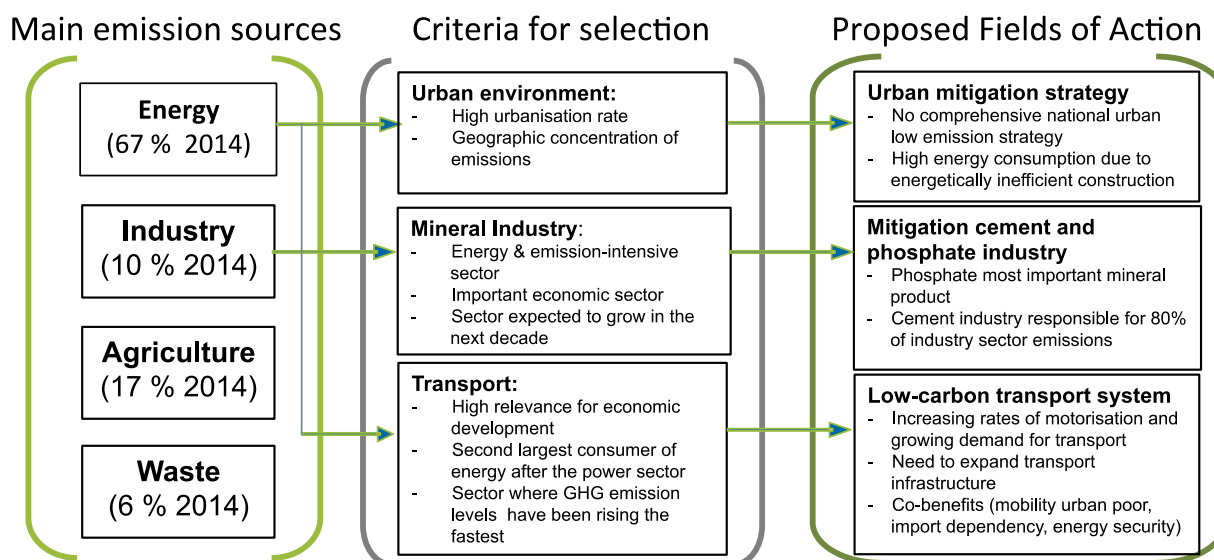 Main emission sources
Energy
(67 %  2014)
Industry
(10 % 2014)
Agriculture
(17 % 2014)
Waste
(6 % 2014)
Criteria for selection
Urban environment:
- High urbanisation rate
- Geographic concentration of
emissions
Mineral Industry:
- Energy & emission-intensive
sector
- Important economic sector
- Sector expected to grow in the
next decade
Transport:
- High relevance for economic
development
- Second largest consumer of
energy after the power sector
- Sector where GHG emission
levels  have been rising the
fastest
Proposed Fields of Action
Urban mitigation strategy
- No comprehensive national urban
low emission strategy
- High energy consumption due to
energetically inefficient construction
Mitigation cement and
phosphate industry
- Phosphate most important mineral
product
- Cement industry responsible for 80%
of industry sector emissions
Low-carbon transport system
- Increasing rates of motorisation and
growing demand for transport
- Need to expand transport
infrastructure
- Co-benefits (mobility urban poor,
import dependency, energy security)